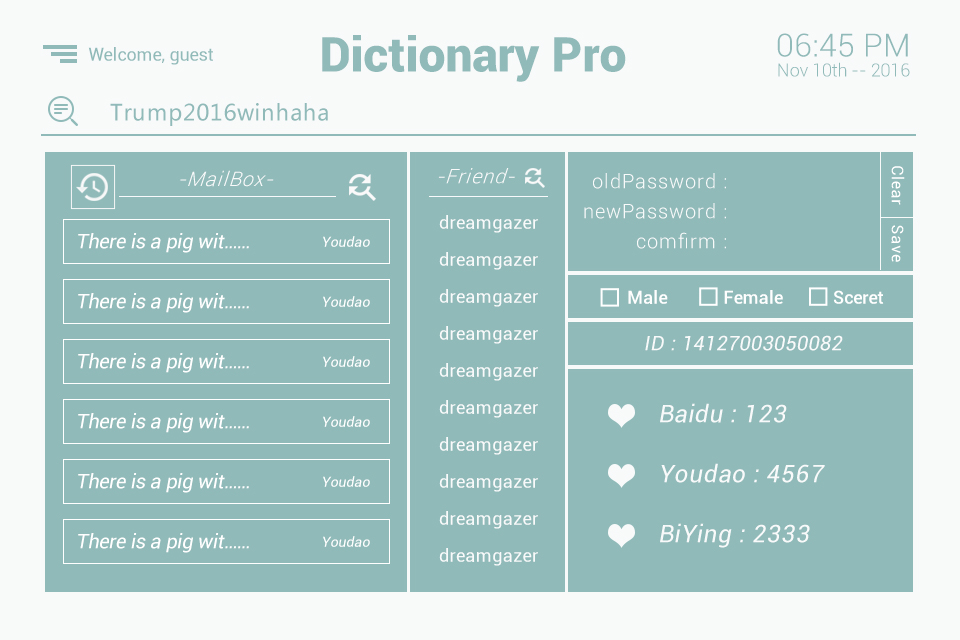 Welcome, guest
Dictionary Pro
06:45 PM
Nov 10th -- 2016
Trump2016winhaha
-MailBox-
There is a pig wit...... Youdao
There is a pig wit...... Youdao
There is a pig wit...... Youdao
There is a pig wit...... Youdao
There is a pig wit...... Youdao
There is a pig wit...... Youdao
-Friend-
dreamgazer
dreamgazer
dreamgazer
dreamgazer
dreamgazer
dreamgazer
dreamgazer
dreamgazer
dreamgazer
dreamgazer
oldPassword :
newPassword :
comfirm :
Clear
Save
Male Female Sceret
ID : 14127003050082
Baidu : 123
Youdao : 4567
BiYing : 2333